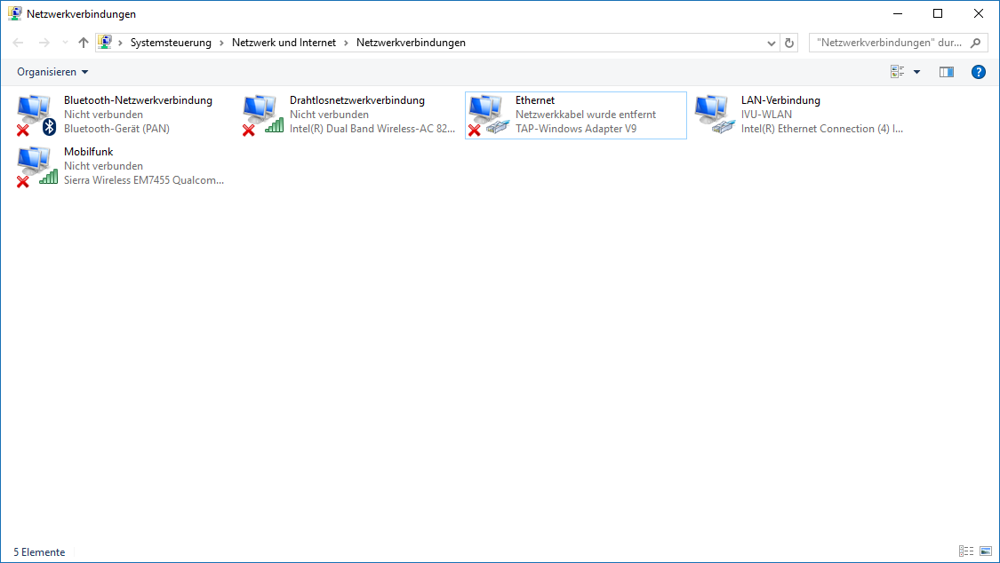 Netzwerkverbindungen
Systemsteuerung > Netzwerk und Internet > Netzwerkverbindungen
"Netzwerkverbindungen" dur...
Organisieren
Bluetooth-Netzwerkverbindung
Nicht verbunden
Bluetooth-Gerät (PAN)
Drahtlosnetzwerkverbindung
Nicht verbunden
Intel(R) Dual Band Wireless-AC 82...
Ethernet
Netzwerkkabel wurde entfernt
TAP-Windows Adapter V9
LAN-Verbindung
IVU-WLAN
Intel(R) Ethernet Connection (4) I...
Mobilfunk
Nicht verbunden
Sierra Wireless EM7455 Qualcom...
5 Elemente